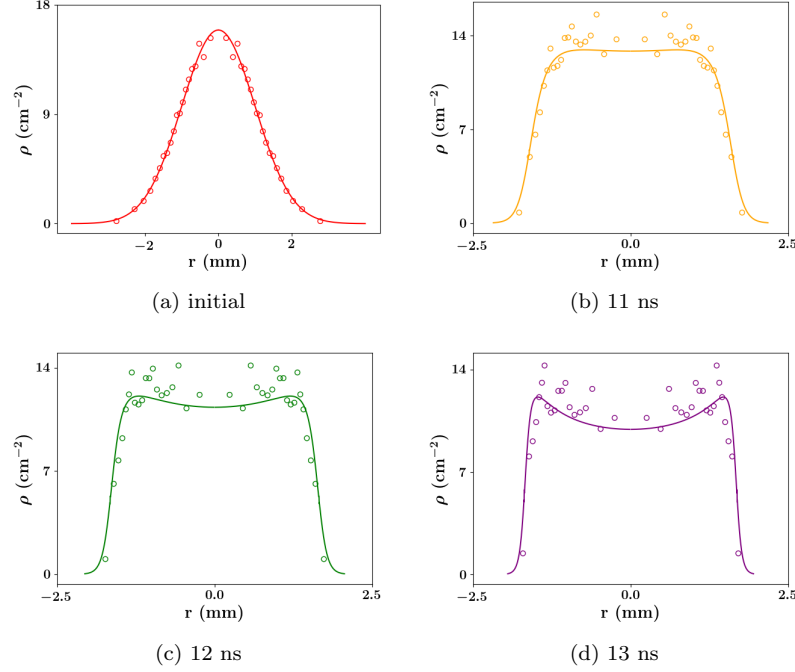 18
9
0
ρ (cm⁻²)
−2 0 2
r (mm)
(a) initial
14
7
0
ρ (cm⁻²)
−2.5 0.0 2.5
r (mm)
(b) 11 ns
14
7
0
ρ (cm⁻²)
−2.5 0.0 2.5
r (mm)
(c) 12 ns
14
7
0
ρ (cm⁻²)
−2.5 0.0 2.5
r (mm)
(d) 13 ns